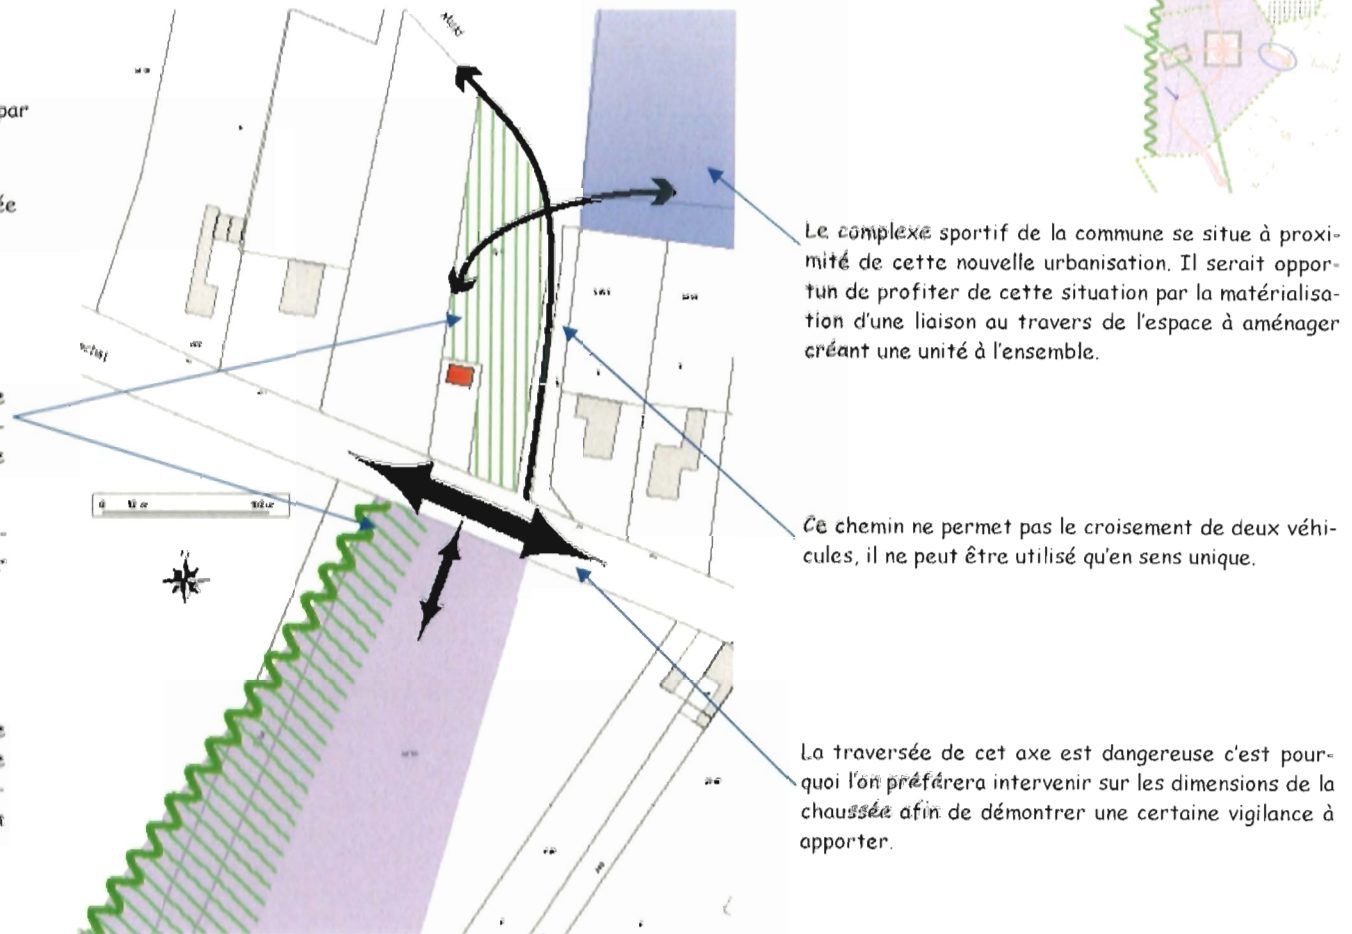 par
ée
Le complexe sportif de la commune se situe à proxi-
mité de cette nouvelle urbanisation. Il serait oppor-
tun de profiter de cette situation par la matérialisa-
tion d'une liaison au travers de l'espace à aménager
créant une unité à l'ensemble.
Ce chemin ne permet pas le croisement de deux véhi-
cules, il ne peut être utilisé qu'en sens unique.
La traversée de cet axe est dangereuse c'est pour-
quoi l'on préférera intervenir sur les dimensions de la
chaussée afin de démontrer une certaine vigilance à
apporter.